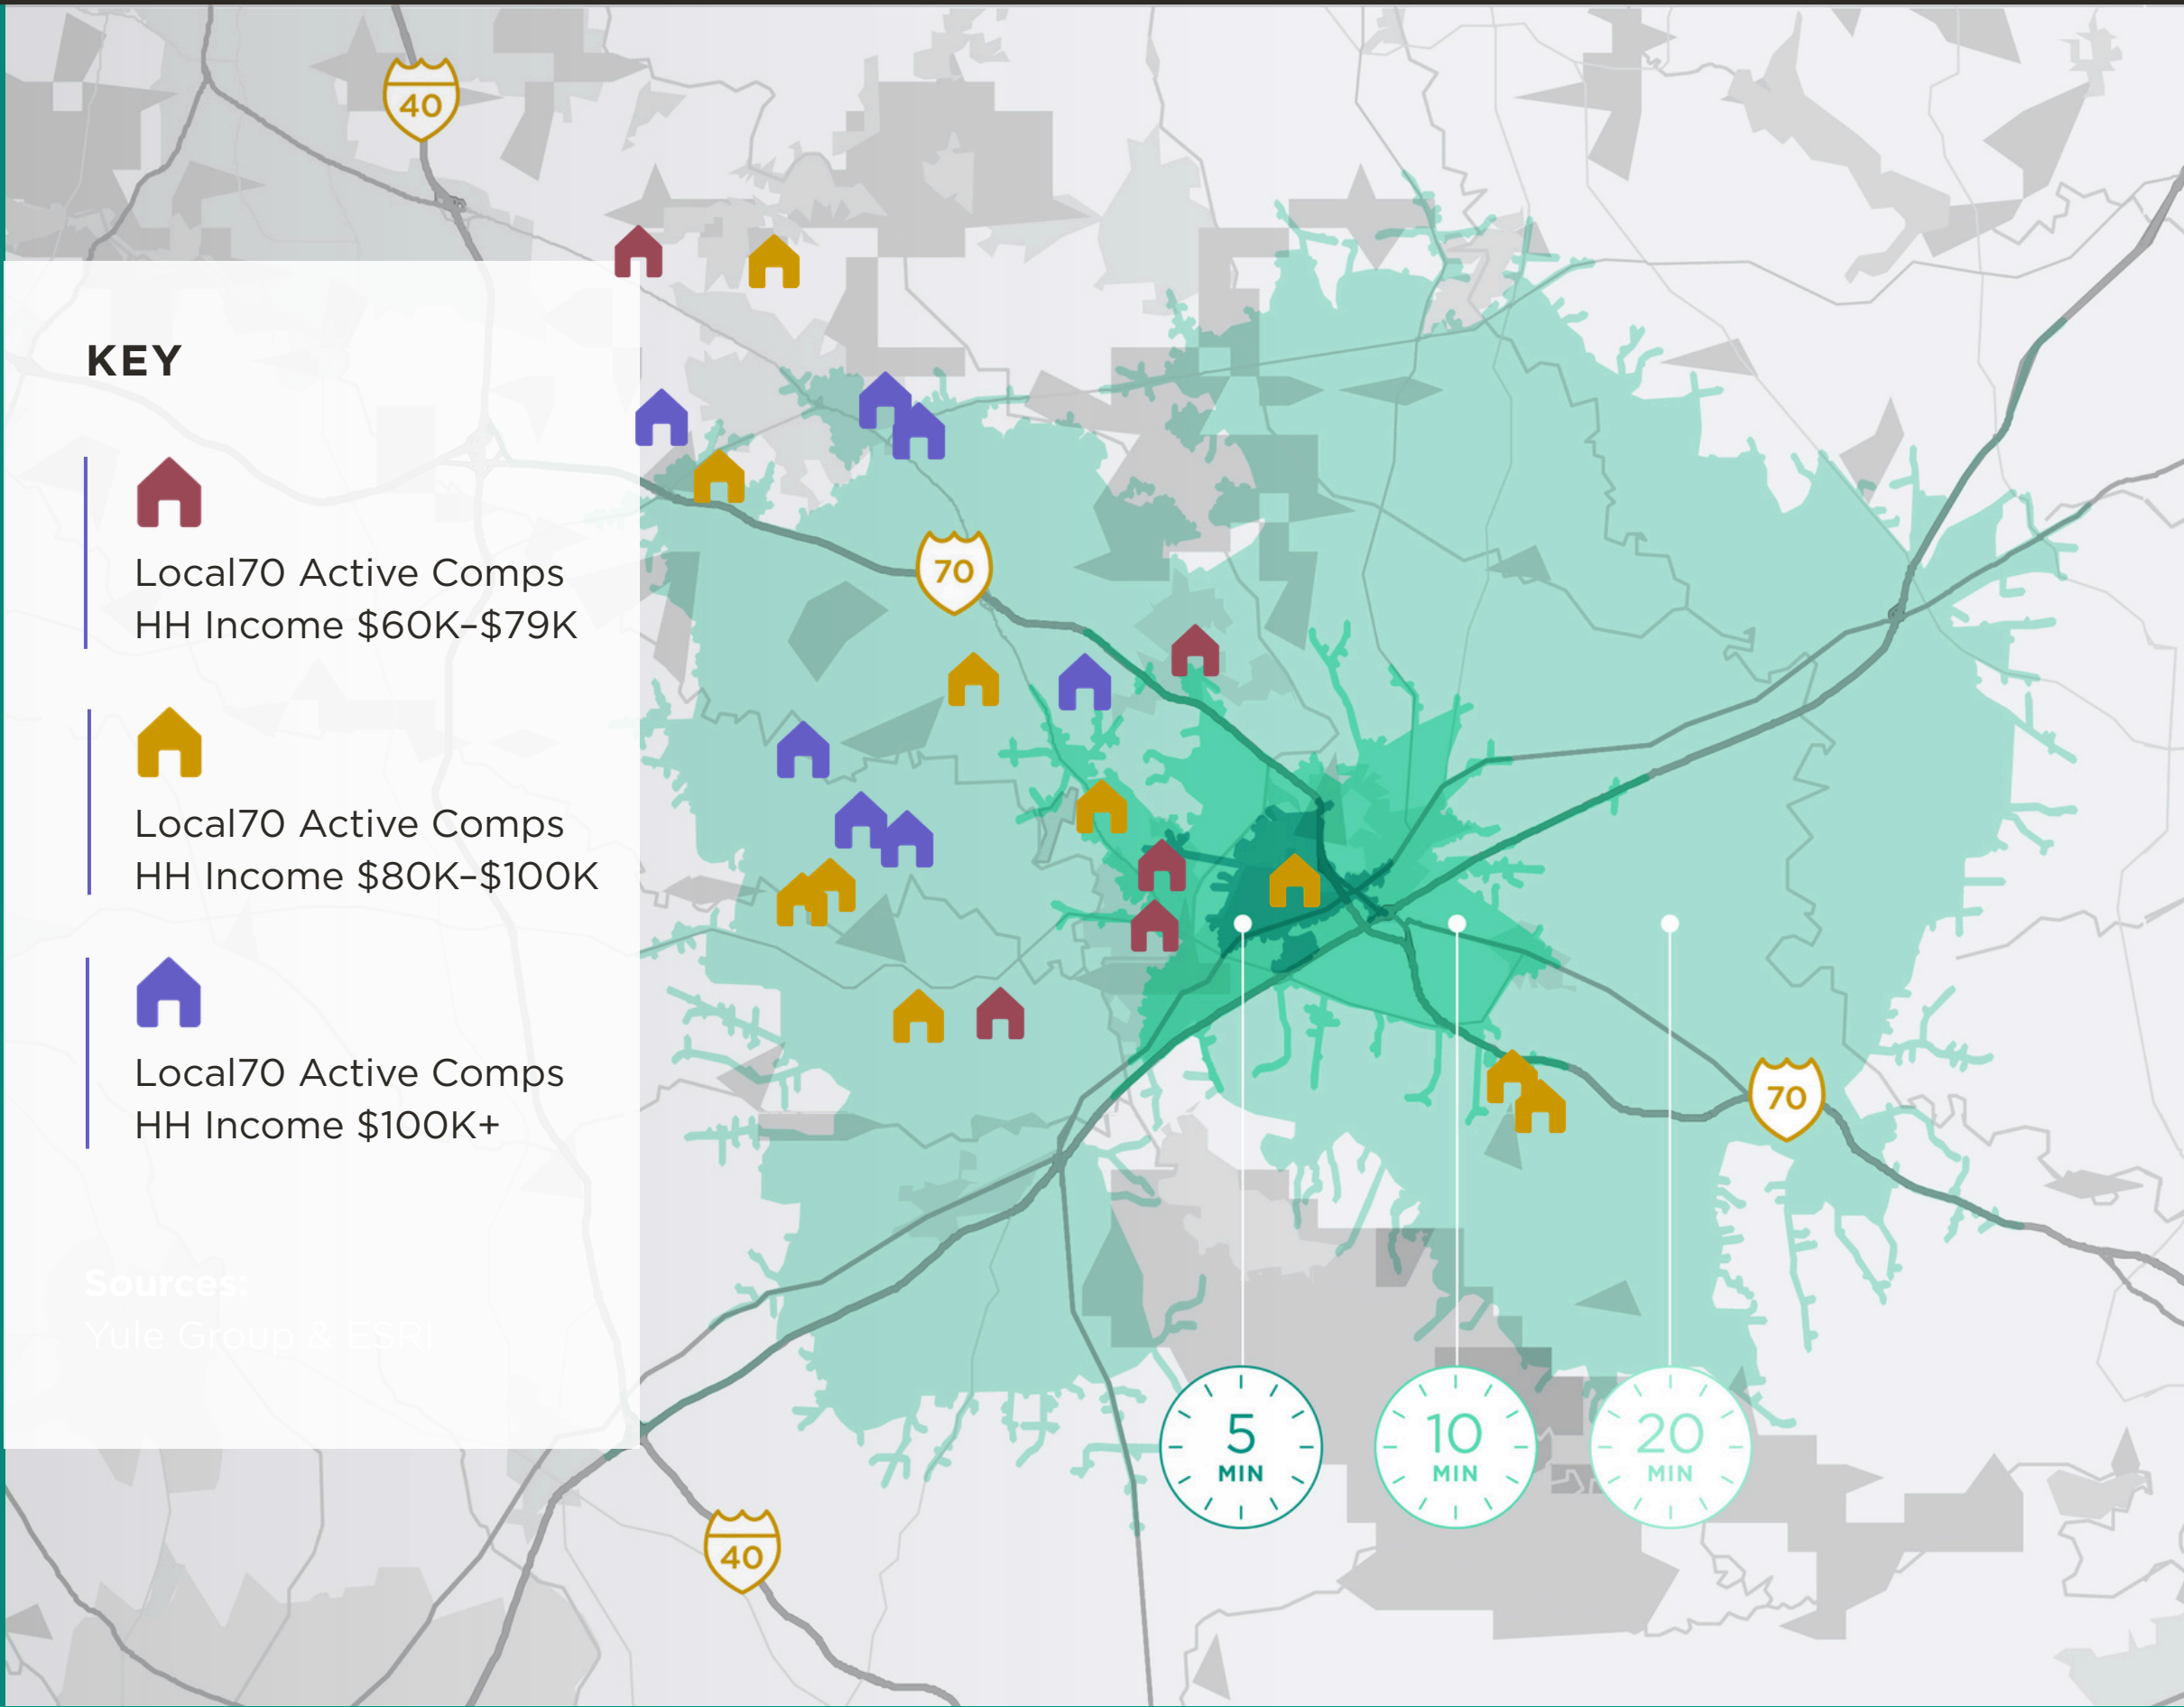 40
KEY
Local70 Active Comps
HH Income $60K–$79K
Local70 Active Comps
HH Income $80K–$100K
Local70 Active Comps
HH Income $100K+
Sources:
Yule Group & ESRI
70
70
5
MIN
10
MIN
20
MIN
40